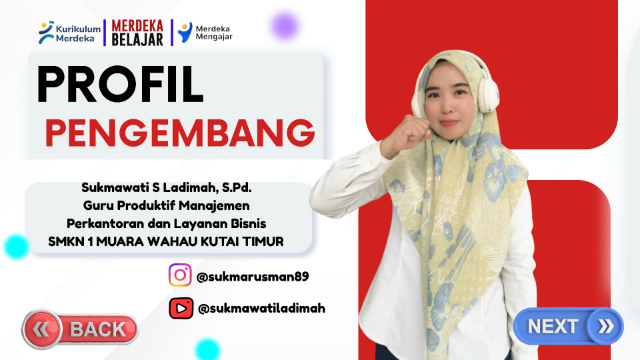 Kurikulum
Merdeka
MERDEKA
BELAJAR
Merdeka
Mengajar
PROFIL
PENGEMBANG
Sukmawati S Ladimah, S.Pd.
Guru Produktif Manajemen
Perkantoran dan Layanan Bisnis
SMKN 1 MUARA WAHAU KUTAI TIMUR
@sukmarusman89
@sukmawatiladimah
BACK
NEXT